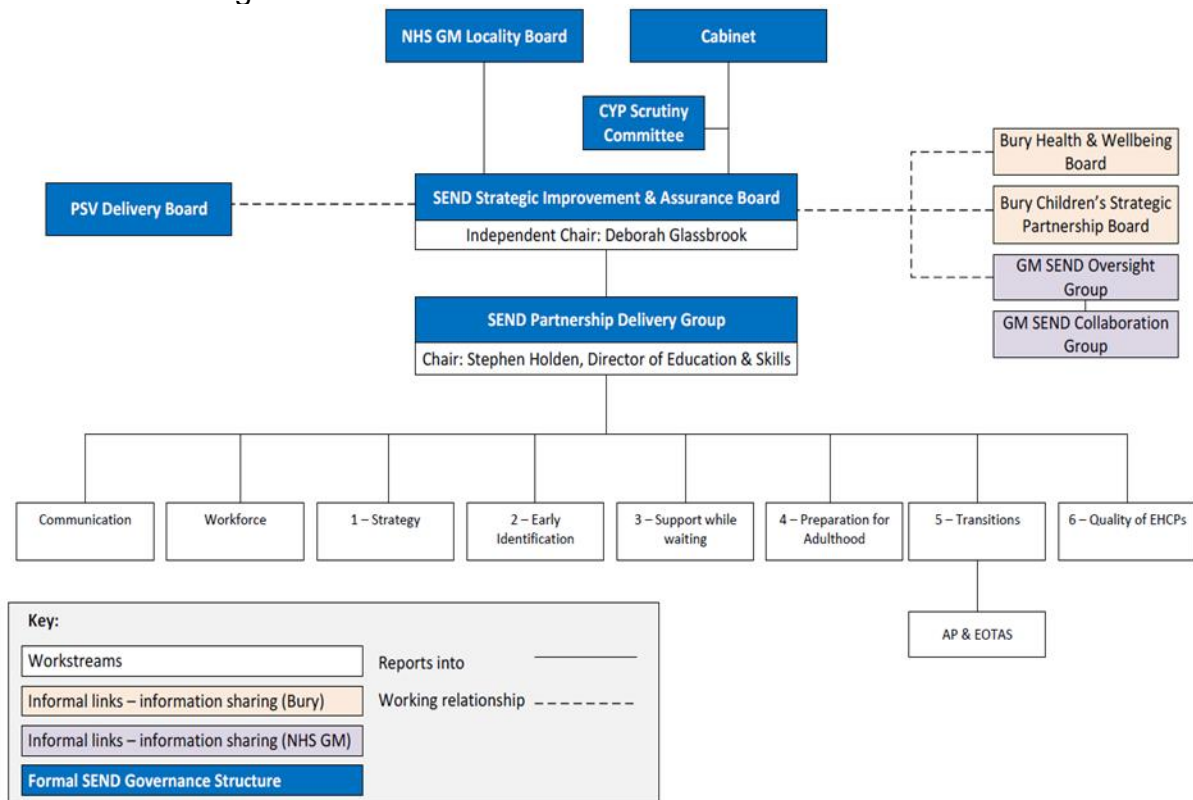 NHS GM Locality Board
Cabinet
CYP Scrutiny
Committee
Bury Health & Wellbeing
Board
PSV Delivery Board
SEND Strategic Improvement & Assurance Board
Independent Chair: Deborah Glassbrook
Bury Children's Strategic
Partnership Board
GM SEND Oversight
Group
GM SEND Collaboration
Group
SEND Partnership Delivery Group
Chair: Stephen Holden, Director of Education & Skills
Communication
Workforce
1 – Strategy
2 – Early
Identification
3 – Support while
waiting
4 – Preparation for
Adulthood
5 – Transitions
6 – Quality of EHCPs
AP & EOTAS
Key:
Workstreams
Informal links – information sharing (Bury)
Informal links – information sharing (NHS GM)
Formal SEND Governance Structure
Reports into
Working relationship